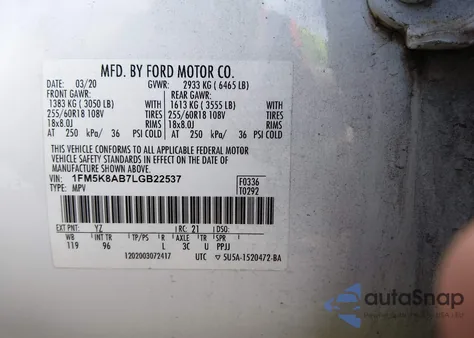 MFD. BY FORD MOTOR CO.
03/20 GVWR: 2933 KG ( 6465 LB)
FRONT GAWR: REAR GAWR:
1383 KG ( 3050 LB) WITH 1613 KG ( 3555 LB) WITH
255/60R18 108V TIRES 255/60R18 108V TIRES
18x8.0J RIMS 18x8.0J RIMS
AT 250 kPa/ 36 PSI COLD AT 250 kPa/ 36 PSI COLD
THIS VEHICLE CONFORMS TO ALL APPLICABLE FEDERAL MOTOR
VEHICLE SAFETY STANDARDS IN EFFECT ON THE DATE OF
MANUFACTURE SHOWN ABOVE.
VIN: 1FM5K8AB7LGB22537 F0336
TYPE: MPV T0292
EXT PNT: YZ RC: 21 DSO:
WB INT TR TP/PS R AXLE TR SPR
119 96 L 3C U PPJJ
1202003072417 UTC 5U5A-1520472-BA
autoSnap